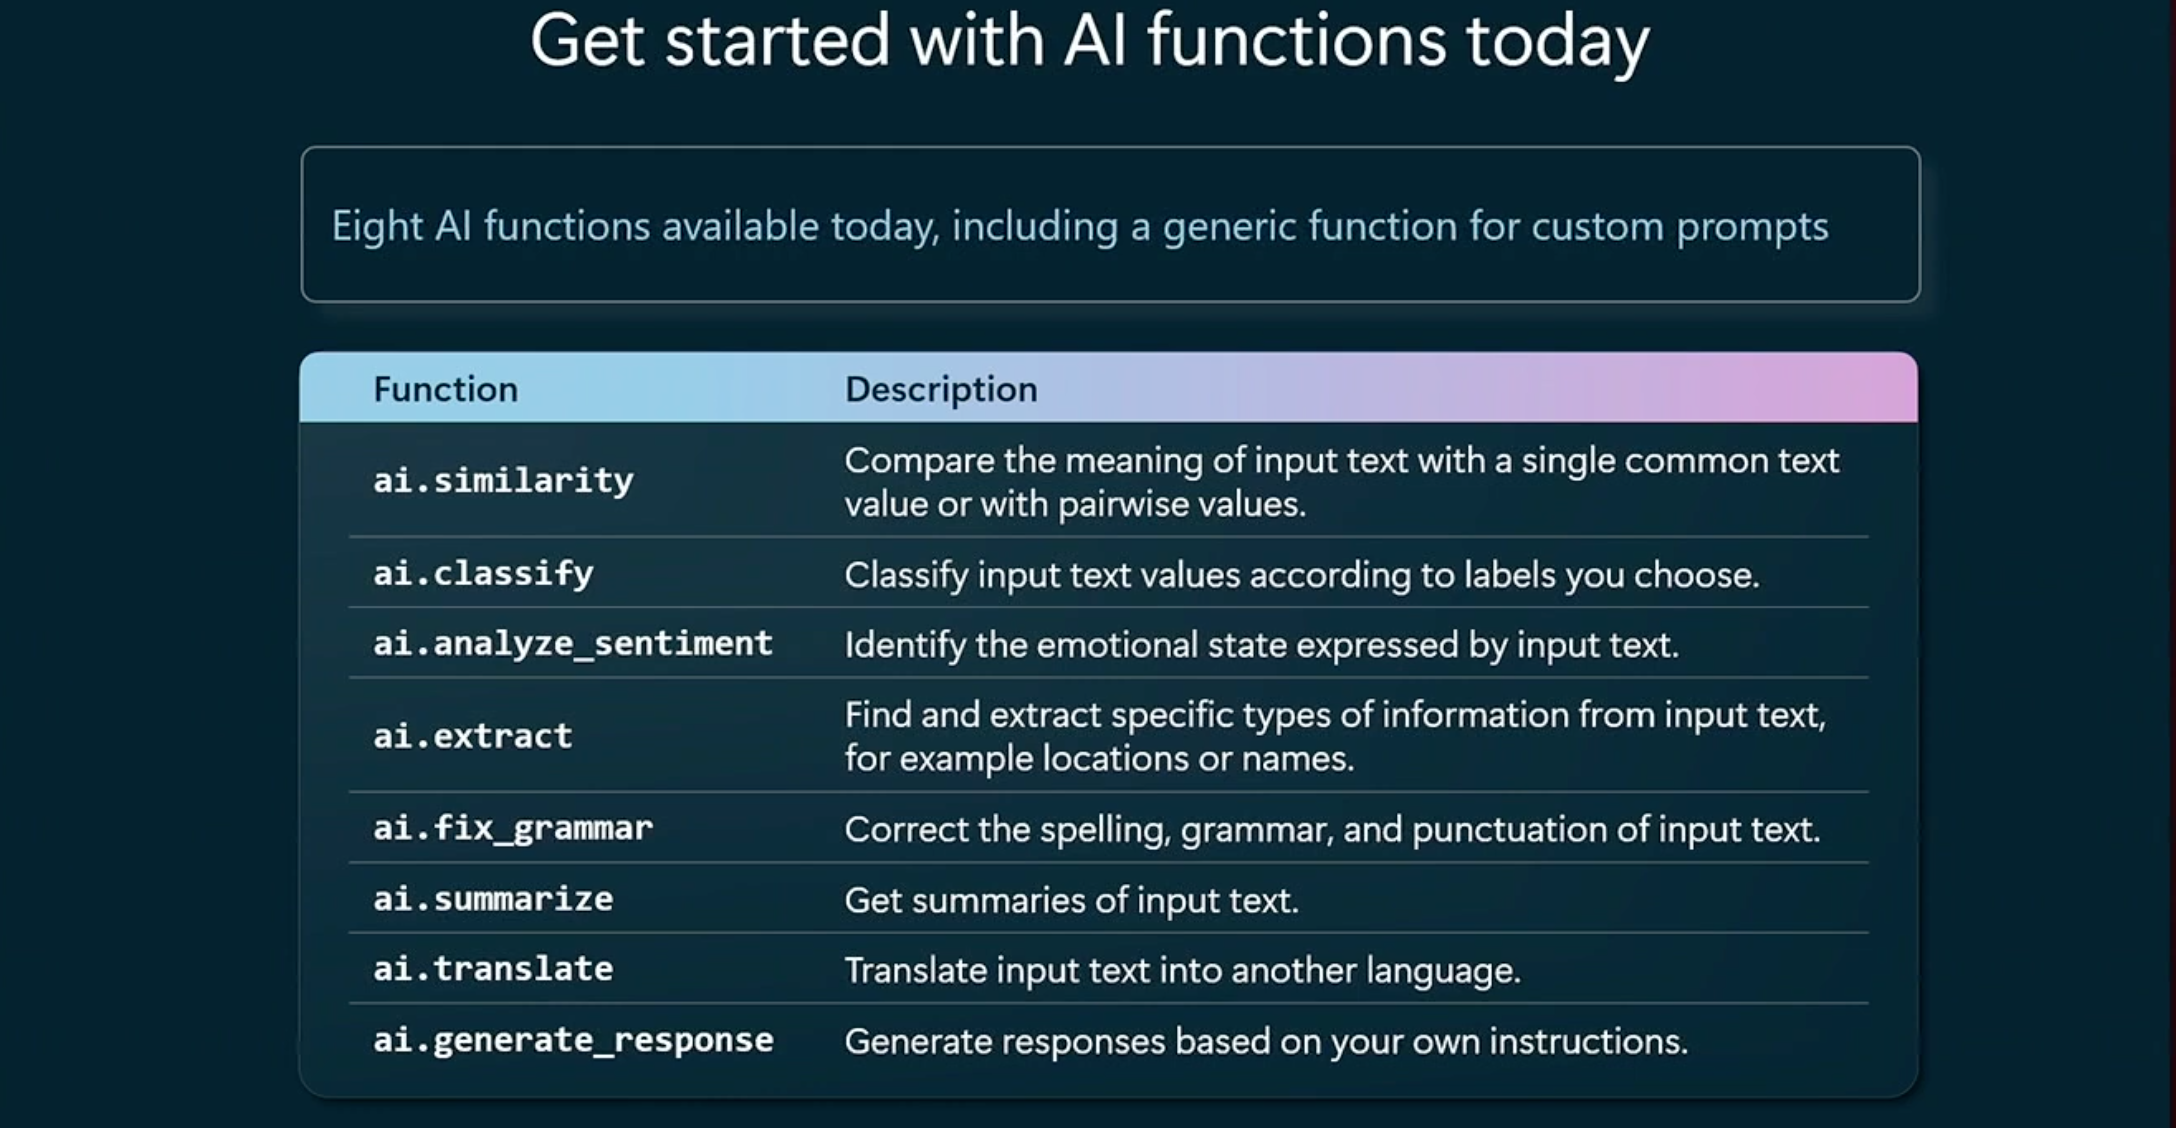 Get started with AI functions today
Eight AI functions available today, including a generic function for custom prompts
Function Description
ai.similarity Compare the meaning of input text with a single common text
value or with pairwise values.
ai.classify Classify input text values according to labels you choose.
ai.analyze_sentiment Identify the emotional state expressed by input text.
ai.extract Find and extract specific types of information from input text,
for example locations or names.
ai.fix_grammar Correct the spelling, grammar, and punctuation of input text.
ai.summarize Get summaries of input text.
ai.translate Translate input text into another language.
ai.generate_response Generate responses based on your own instructions.